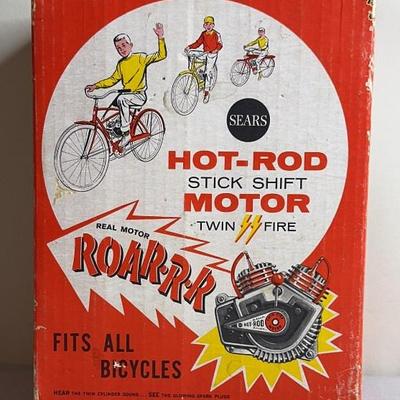 SEARS
HOT-ROD
STICK SHIFT
MOTOR
TWIN FIRE
REAL MOTOR
ROAR-R-R
HOT-ROD
FITS ALL
BICYCLES
HEAR THE TWIN CYLINDER SOUND... SEE THE GLOWING SPARK PLUGS